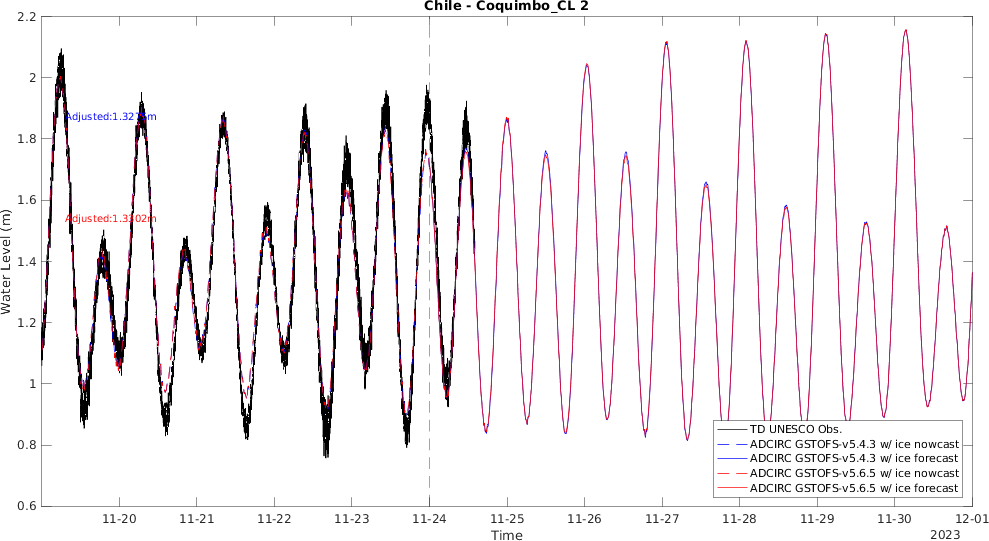 Chile - Coquimbo_CL 2
2.2
2
1.8
1.6
1.4
1.2
1
0.8
0.6
Water Level (m)
Adjusted:1.3302m
TD UNESCO Obs.
ADCIRC GSTOFS-v5.4.3 w/ ice nowcast
ADCIRC GSTOFS-v5.4.3 w/ ice forecast
ADCIRC GSTOFS-v5.6.5 w/ ice nowcast
ADCIRC GSTOFS-v5.6.5 w/ ice forecast
11-20
11-21
11-22
11-23
11-24
11-25
11-26
11-27
11-28
11-29
11-30
12-01
Time
2023